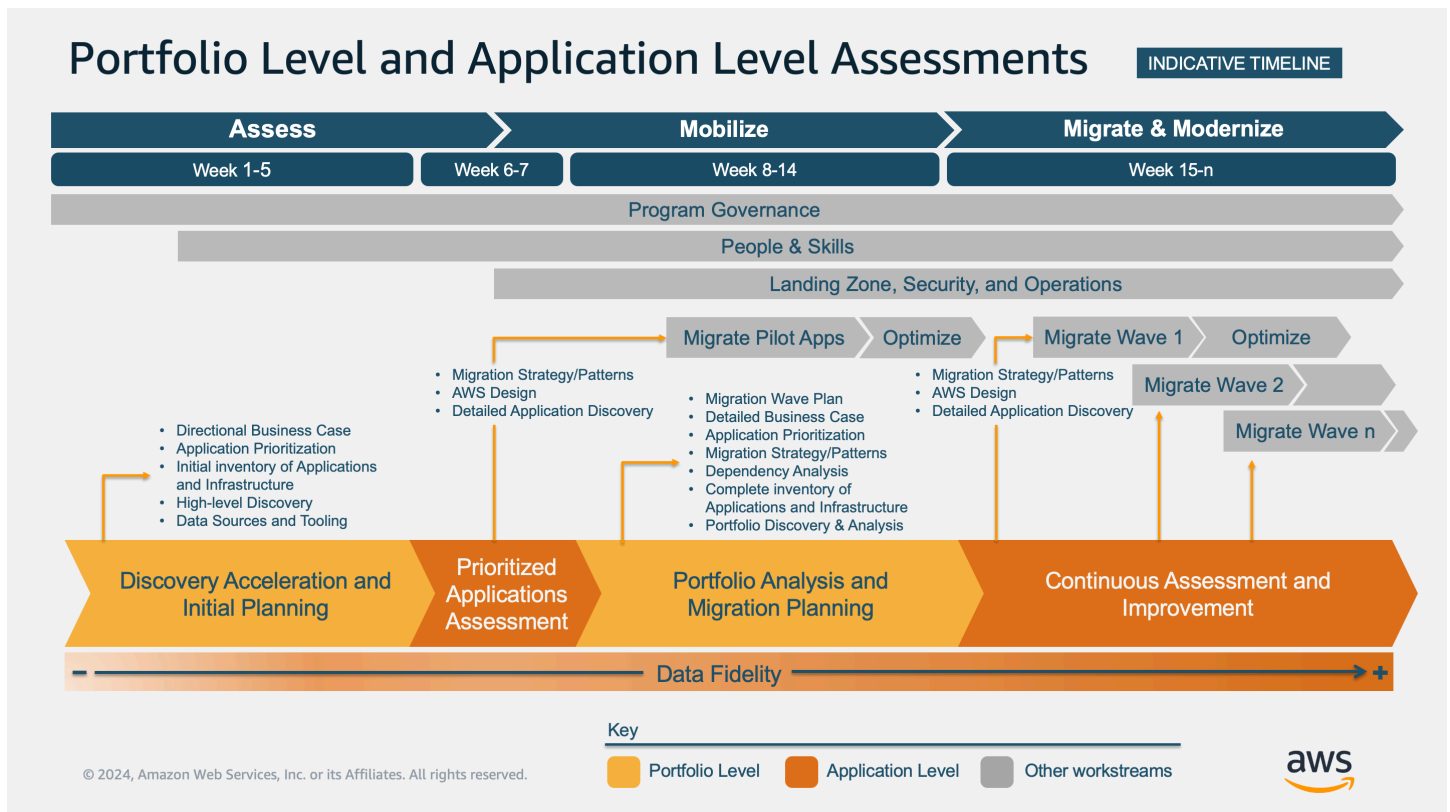 Portfolio Level and Application Level Assessments
INDICATIVE TIMELINE
Assess
Mobilize
Migrate & Modernize
Week 1-5
Week 6-7
Week 8-14
Week 15-n
Program Governance
People & Skills
Landing Zone, Security, and Operations
Migrate Pilot Apps
Optimize
Migrate Wave 1
Optimize
Migrate Wave 2
Migrate Wave n
• Directional Business Case
• Application Prioritization
• Initial inventory of Applications
and Infrastructure
• High-level Discovery
• Data Sources and Tooling
• Migration Strategy/Patterns
• AWS Design
• Detailed Application Discovery
• Migration Wave Plan
• Detailed Business Case
• Application Prioritization
• Migration Strategy/Patterns
• Dependency Analysis
• Complete inventory of
Applications and Infrastructure
• Portfolio Discovery & Analysis
• Migration Strategy/Patterns
• AWS Design
• Detailed Application Discovery
Discovery Acceleration and
Initial Planning
Prioritized
Applications
Assessment
Portfolio Analysis and
Migration Planning
Continuous Assessment and
Improvement
- Data Fidelity +
Key
Portfolio Level
Application Level
Other workstreams
© 2024, Amazon Web Services, Inc. or its Affiliates. All rights reserved.
aws